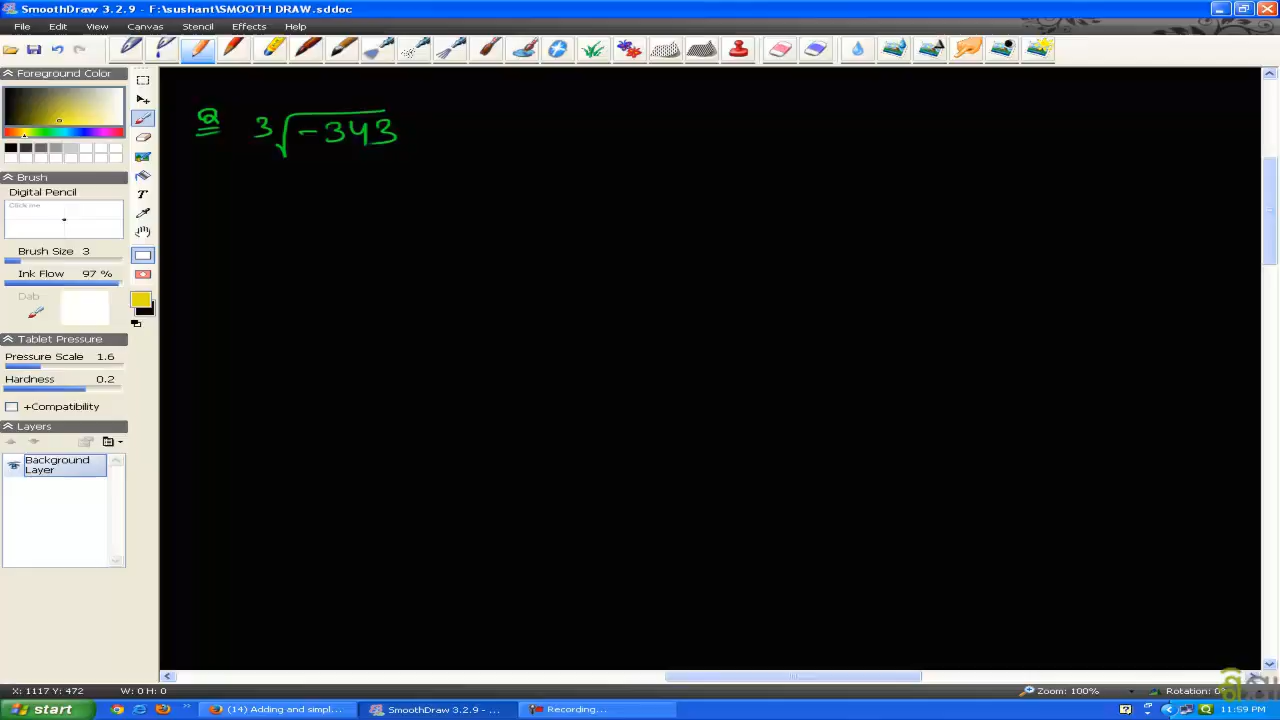 SmoothDraw 3.2.9 - F:\sushant\SMOOTH DRAW.sddoc
File Edit View Canvas Stencil Effects Help
Foreground Color
Brush
Digital Pencil
Click me
Brush Size 3
Ink Flow 97 %
Dab
Tablet Pressure
Pressure Scale 1.6
Hardness 0.2
+Compatibility
Layers
Background
Layer
Q ∛-343
X: 1117 Y: 472 W: 0 H: 0 Zoom: 100% Rotation: 0
start (14) Adding and simpl... SmoothDraw 3.2.9 - ... Recording... 11:59 PM